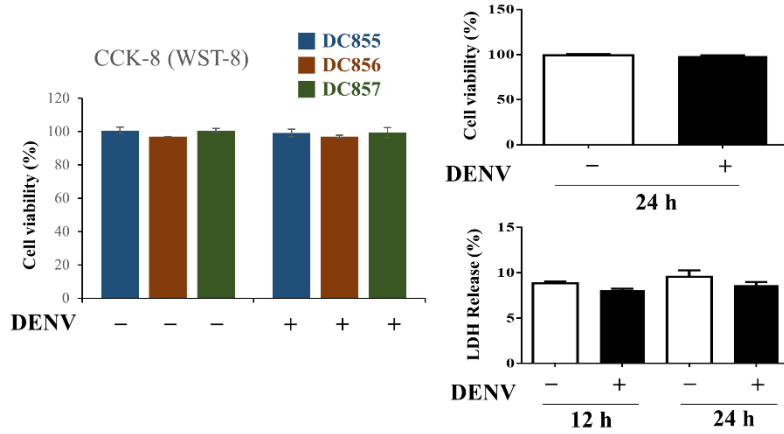 CCK-8 (WST-8)
DC855
DC856
DC857
Cell viability (%)
120
100
80
60
40
20
0
DENV − − − + + +
Cell viability (%)
150
100
50
0
DENV − +
24 h
LDH Release (%)
15
10
5
0
DENV − + − +
12 h 24 h